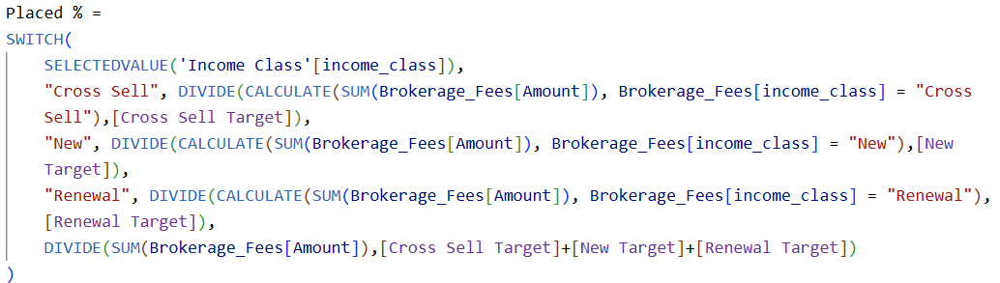 Placed % =
SWITCH(
SELECTEDVALUE('Income Class'[income_class]),
"Cross Sell", DIVIDE(CALCULATE(SUM(Brokerage_Fees[Amount]), Brokerage_Fees[income_class] = "Cross
Sell"),[Cross Sell Target]),
"New", DIVIDE(CALCULATE(SUM(Brokerage_Fees[Amount]), Brokerage_Fees[income_class] = "New"),[New
Target]),
"Renewal", DIVIDE(CALCULATE(SUM(Brokerage_Fees[Amount]), Brokerage_Fees[income_class] = "Renewal"),
[Renewal Target]),
DIVIDE(SUM(Brokerage_Fees[Amount]),[Cross Sell Target]+[New Target]+[Renewal Target])
)